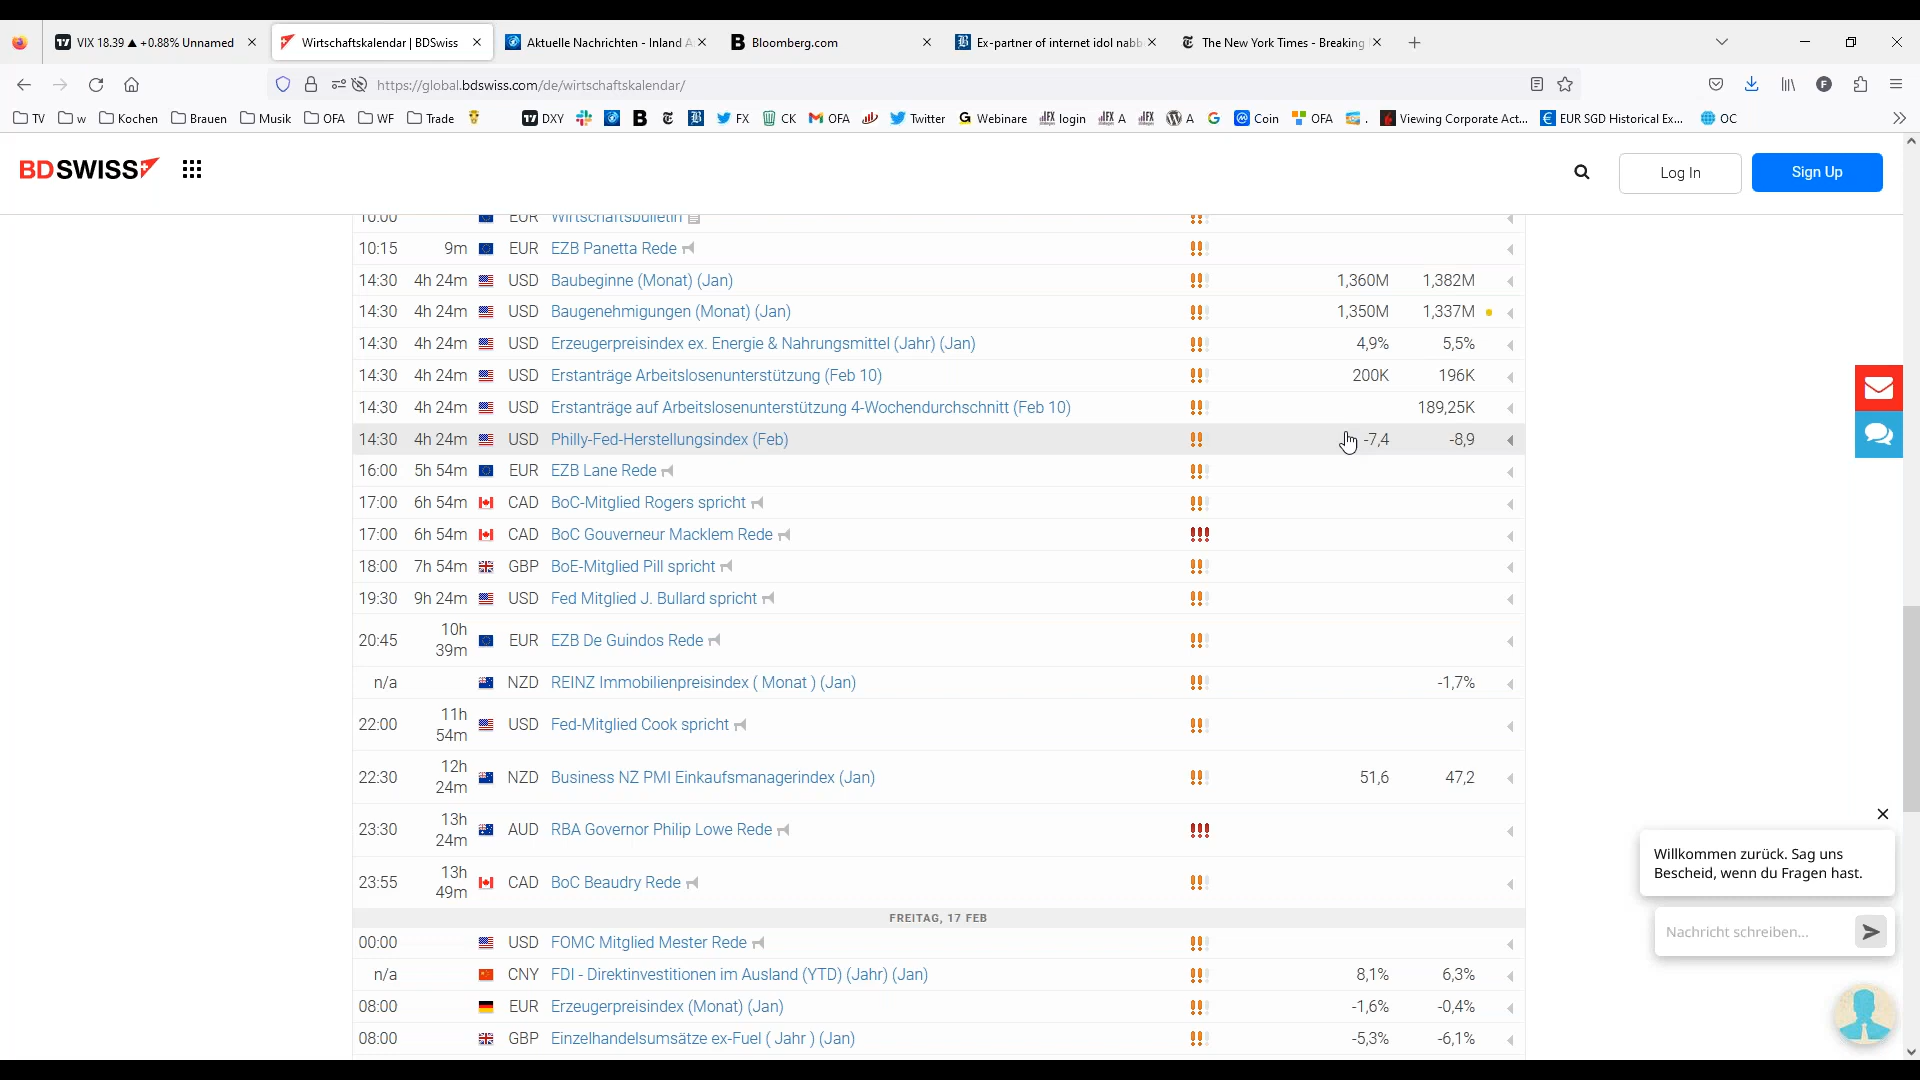 VIX 18.39 ▲ +0.88% Unnamed
Wirtschaftskalendar | BDSwiss
Aktuelle Nachrichten - Inland A
Bloomberg.com
Ex-partner of internet idol nabb
The New York Times - Breaking
https://global.bdswiss.com/de/wirtschaftskalendar/
TV w Kochen Brauen Musik OFA WF Trade DXY FX CK OFA Twitter Webinare login A A Coin OFA Viewing Corporate Act... EUR SGD Historical Ex... OC
BDSWISS
Log In
Sign Up
10:00 EUR Wirtschaftsbulletin
10:15 9m EUR EZB Panetta Rede
14:30 4h 24m USD Baubeginne (Monat) (Jan) 1,360M 1,382M
14:30 4h 24m USD Baugenehmigungen (Monat) (Jan) 1,350M 1,337M
14:30 4h 24m USD Erzeugerpreisindex ex. Energie & Nahrungsmittel (Jahr) (Jan) 4,9% 5,5%
14:30 4h 24m USD Erstanträge Arbeitslosenunterstützung (Feb 10) 200K 196K
14:30 4h 24m USD Erstanträge auf Arbeitslosenunterstützung 4-Wochendurchschnitt (Feb 10) 189,25K
14:30 4h 24m USD Philly-Fed-Herstellungsindex (Feb) -7,4 -8,9
16:00 5h 54m EUR EZB Lane Rede
17:00 6h 54m CAD BoC-Mitglied Rogers spricht
17:00 6h 54m CAD BoC Gouverneur Macklem Rede
18:00 7h 54m GBP BoE-Mitglied Pill spricht
19:30 9h 24m USD Fed Mitglied J. Bullard spricht
20:45 10h 39m EUR EZB De Guindos Rede
n/a NZD REINZ Immobilienpreisindex ( Monat ) (Jan) -1,7%
22:00 11h 54m USD Fed-Mitglied Cook spricht
22:30 12h 24m NZD Business NZ PMI Einkaufsmanagerindex (Jan) 51,6 47,2
23:30 13h 24m AUD RBA Governor Philip Lowe Rede
23:55 13h 49m CAD BoC Beaudry Rede
FREITAG, 17 FEB
00:00 USD FOMC Mitglied Mester Rede
n/a CNY FDI - Direktinvestitionen im Ausland (YTD) (Jahr) (Jan) 8,1% 6,3%
08:00 EUR Erzeugerpreisindex (Monat) (Jan) -1,6% -0,4%
08:00 GBP Einzelhandelsumsätze ex-Fuel ( Jahr ) (Jan) -5,3% -6,1%
Willkommen zurück. Sag uns
Bescheid, wenn du Fragen hast.
Nachricht schreiben...